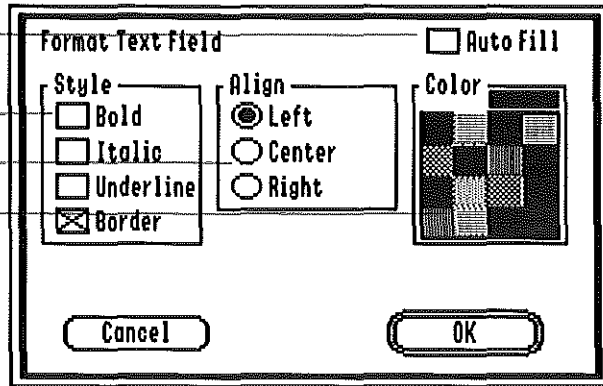 Format Text Field
Auto Fill
Style
Bold
Italic
Underline
Border
Align
Left
Center
Right
Color
Cancel
OK